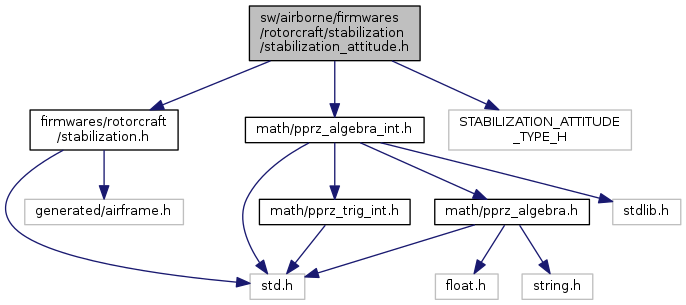 sw/airborne/firmwares
/rotorcraft/stabilization
/stabilization_attitude.h
firmwares/rotorcraft
/stabilization.h
math/pprz_algebra_int.h
STABILIZATION_ATTITUDE
_TYPE_H
generated/airframe.h
math/pprz_trig_int.h
math/pprz_algebra.h
stdlib.h
std.h
float.h
string.h